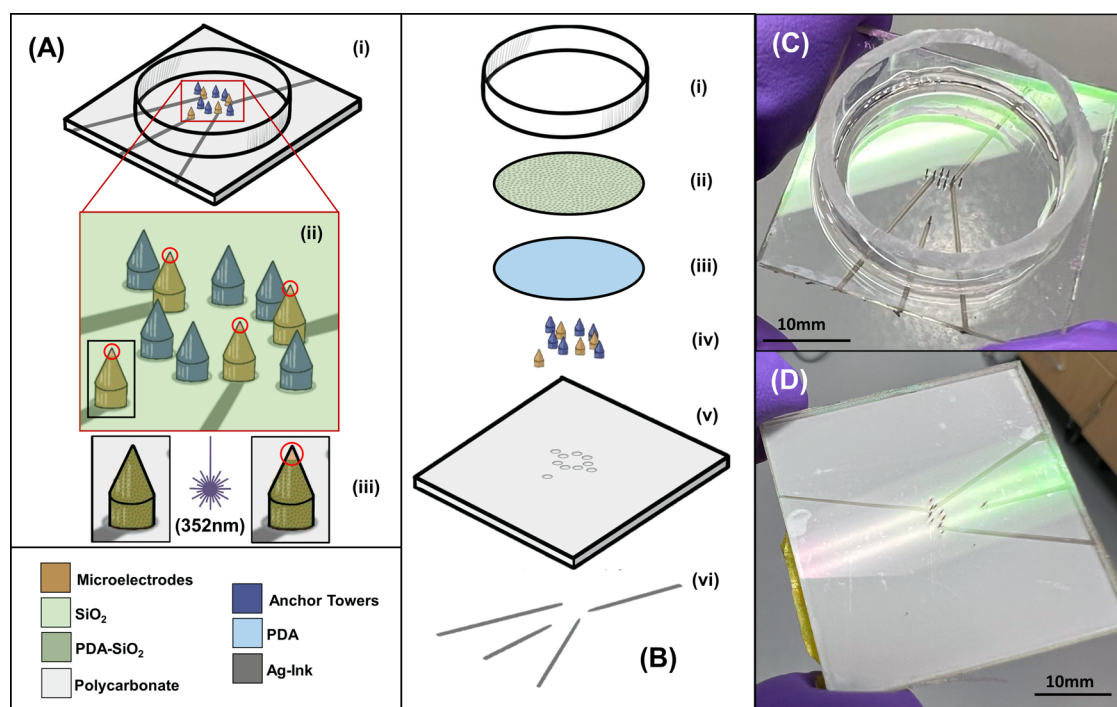 (A)
(i)
(ii)
(iii)
(352nm)
Microelectrodes
SiO₂
PDA-SiO₂
Polycarbonate
Anchor Towers
PDA
Ag-Ink
(i)
(ii)
(iii)
(iv)
(v)
(vi)
(B)
(C)
10mm
(D)
10mm